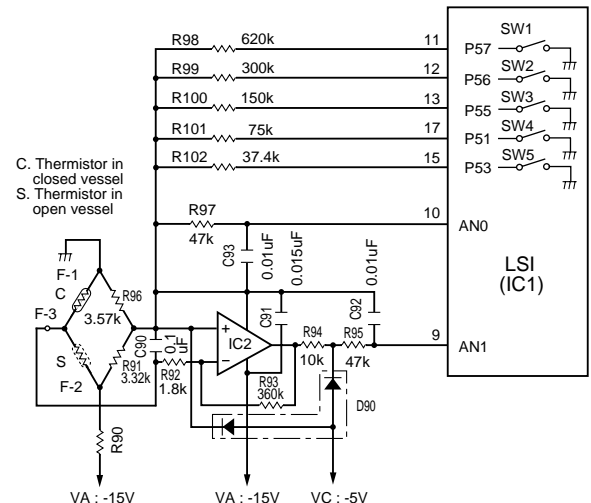 R98 620k 11 P57 SW1
R99 300k 12 P56 SW2
R100 150k 13 P55 SW3
R101 75k 17 P51 SW4
R102 37.4k 15 P53 SW5
C. Thermistor in
closed vessel
S. Thermistor in
open vessel
R97
47k
10 AN0
LSI
(IC1)
C93
0.01uF
0.015uF
0.01uF
F-1
C
F-3
R96
3.57k
S
F-2
R91
3.32k
C90
0.1
uF
R92
1.8k
+
−
IC2
C91
C92
R94
10k
R95
47k
9 AN1
R93
360k
D90
R90
VA : -15V
VA : -15V
VC : -5V